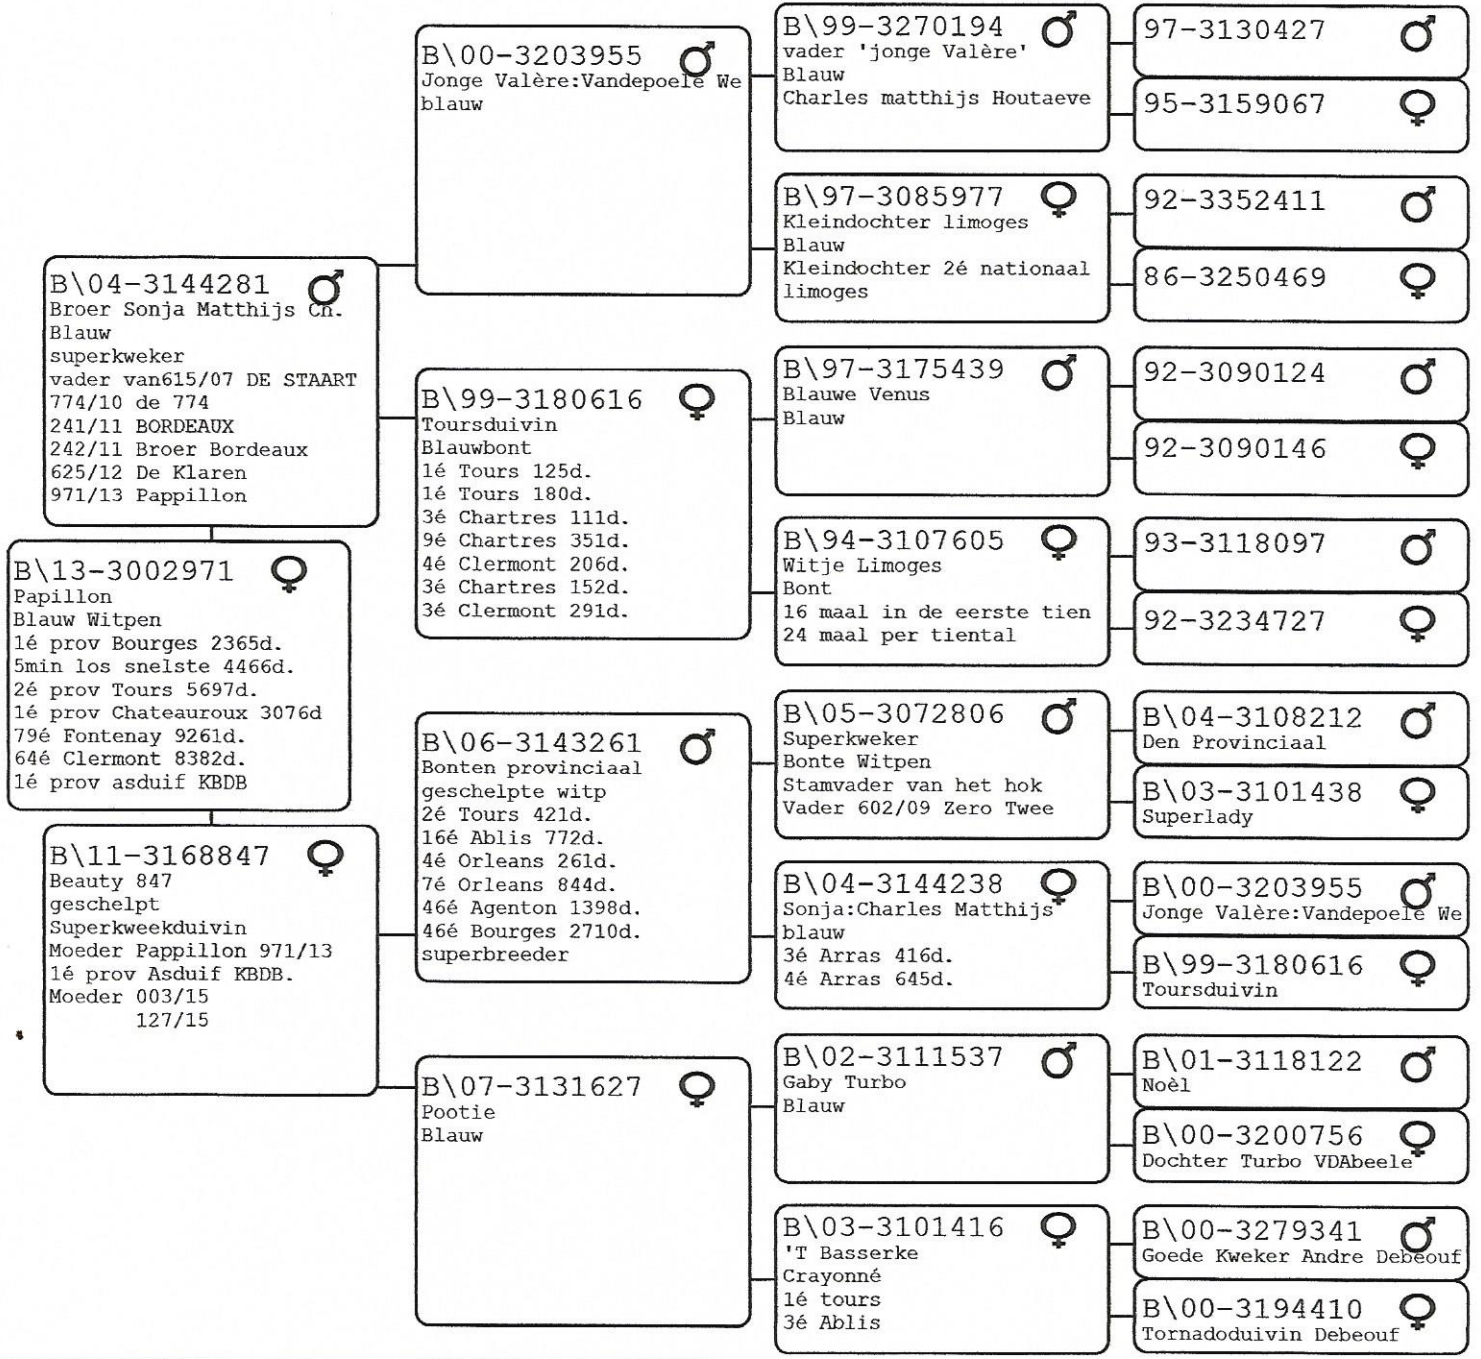 B\13-3002971
Papillon
Blauw Witpen
1é prov Bourges 2365d.
5min los snelste 4466d.
2é prov Tours 5697d.
1é prov Chateauroux 3076d
79é Fontenay 9261d.
64é Clermont 8382d.
1é prov asduif KBDB
B\04-3144281
Broer Sonja Matthijs Ch.
Blauw
superkweker
vader van615/07 DE STAART
774/10 de 774
241/11 BORDEAUX
242/11 Broer Bordeaux
625/12 De Klaren
971/13 Pappillon
B\11-3168847
Beauty 847
geschelpt
Superkweekduivin
Moeder Pappillon 971/13
1é prov Asduif KBDB.
Moeder 003/15
127/15
B\00-3203955
Jonge Valère:Vandepoele We
blauw
B\99-3180616
Toursduivin
Blauwbont
1é Tours 125d.
1é Tours 180d.
3é Chartres 111d.
9é Chartres 351d.
4é Clermont 206d.
3é Chartres 152d.
3é Clermont 291d.
B\06-3143261
Bonten provinciaal
geschelpte witp
2é Tours 421d.
16é Ablis 772d.
4é Orleans 261d.
7é Orleans 844d.
46é Agenton 1398d.
46é Bourges 2710d.
superbreeder
B\07-3131627
Pootie
Blauw
B\99-3270194
vader 'jonge Valère'
Blauw
Charles matthijs Houtaeve
B\97-3085977
Kleindochter limoges
Blauw
Kleindochter 2é nationaal
limoges
B\97-3175439
Blauwe Venus
Blauw
B\94-3107605
Witje Limoges
Bont
16 maal in de eerste tien
24 maal per tiental
B\05-3072806
Superkweker
Bonte Witpen
Stamvader van het hok
Vader 602/09 Zero Twee
B\04-3144238
Sonja:Charles Matthijs
blauw
3é Arras 416d.
4é Arras 645d.
B\02-3111537
Gaby Turbo
Blauw
B\03-3101416
'T Basserke
Crayonné
1é tours
3é Ablis
97-3130427
95-3159067
92-3352411
86-3250469
92-3090124
92-3090146
93-3118097
92-3234727
B\04-3108212
Den Provinciaal
B\03-3101438
Superlady
B\00-3203955
Jonge Valère:Vandepoele We
B\99-3180616
Toursduivin
B\01-3118122
Noèl
B\00-3200756
Dochter Turbo VDAbeele
B\00-3279341
Goede Kweker Andre Debeouf
B\00-3194410
Tornadoduivin Debeouf